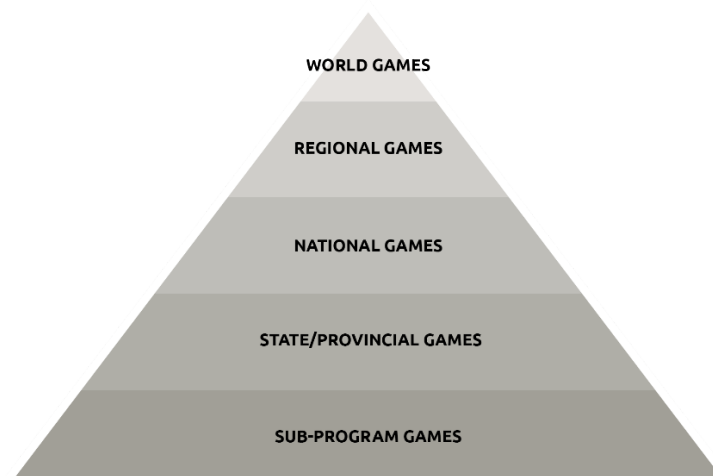 WORLD GAMES
REGIONAL GAMES
NATIONAL GAMES
STATE/PROVINCIAL GAMES
SUB-PROGRAM GAMES